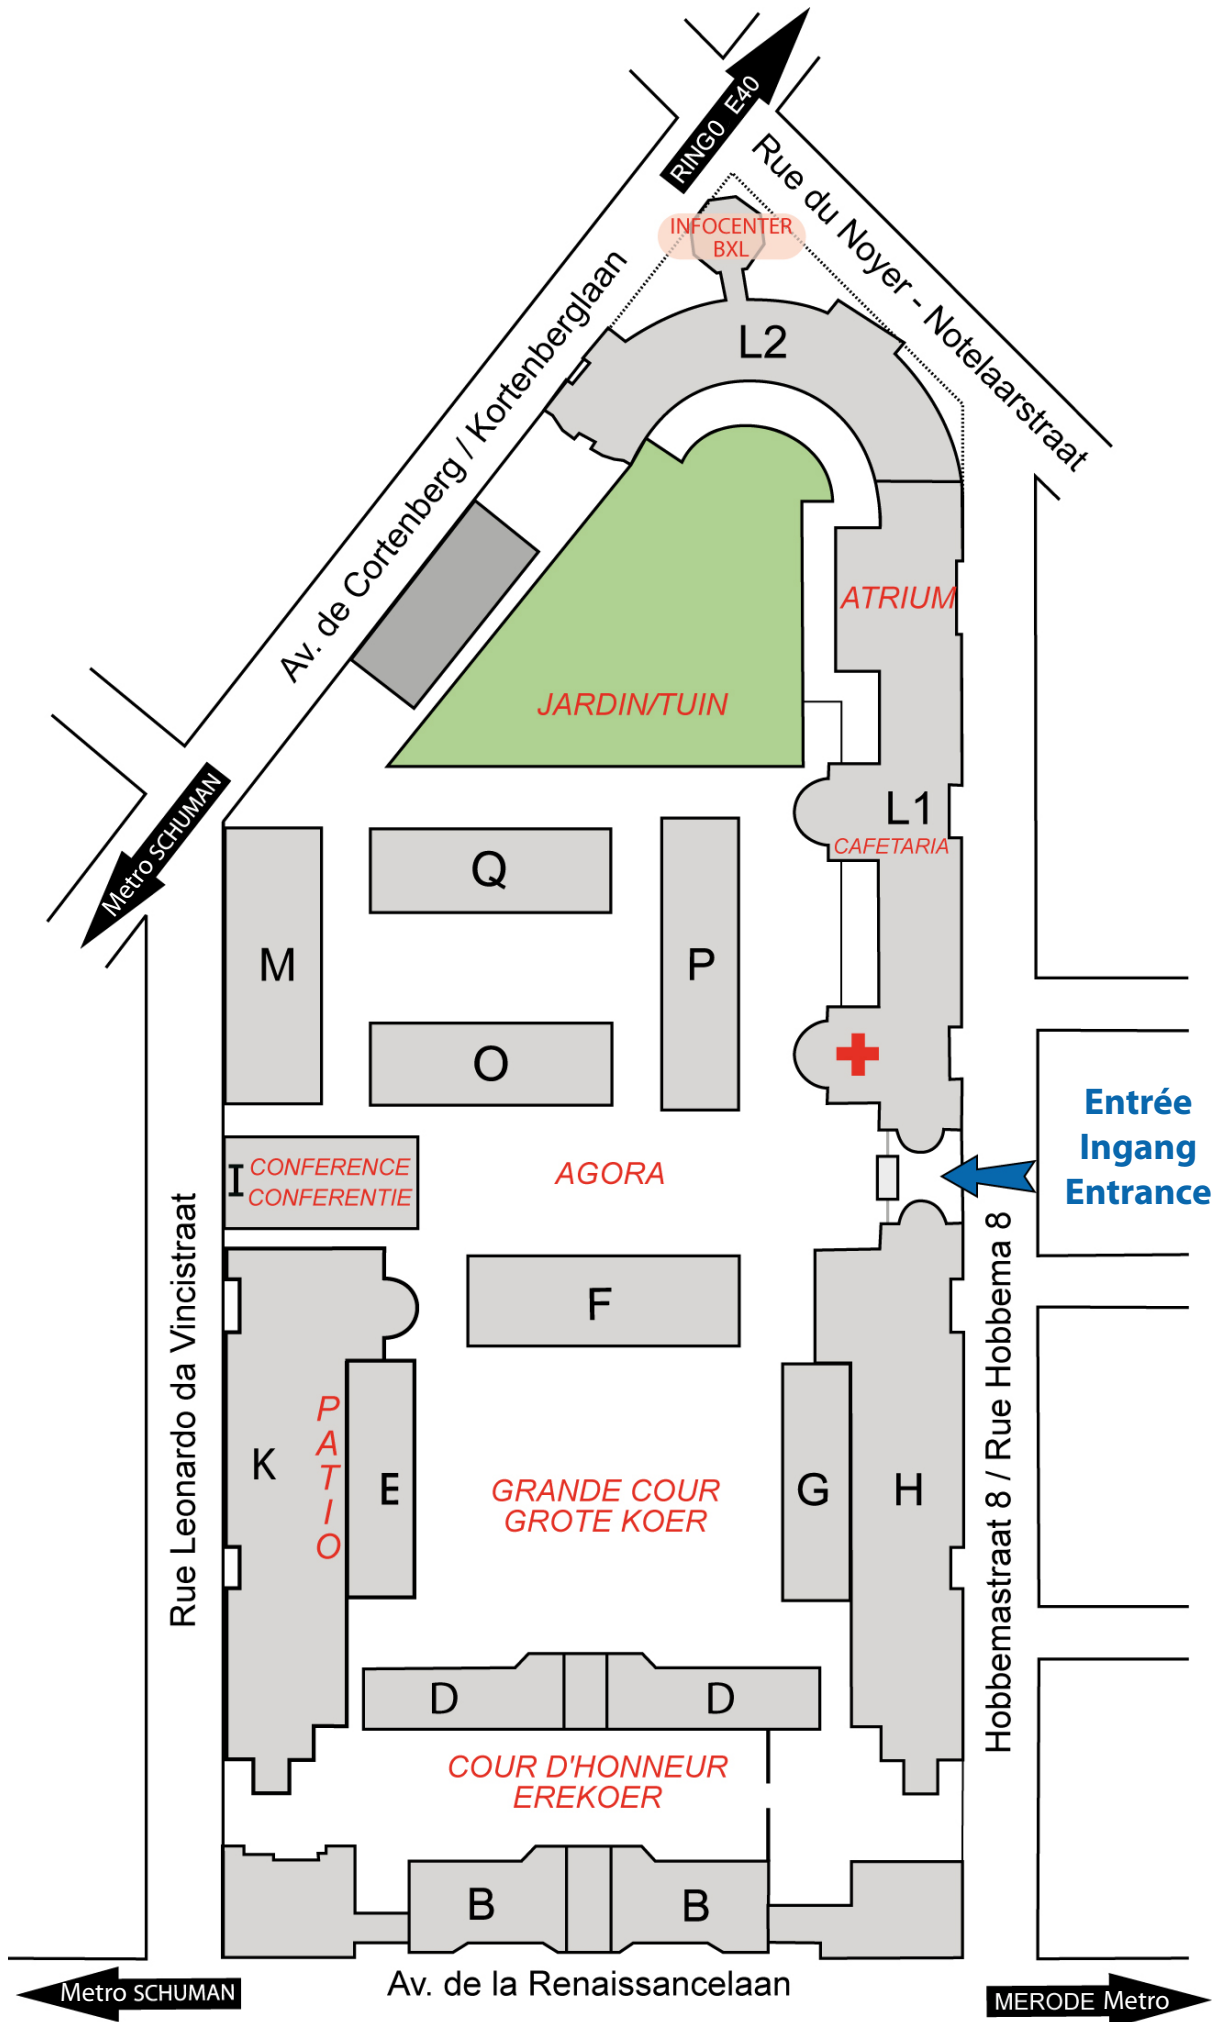 RING0 E40
Rue du Noyer - Notelaarstraat
INFOCENTER
BXL
Av. de Cortenberg / Kortenberglaan
L2
ATRIUM
JARDIN/TUIN
Metro SCHUMAN
L1
CAFETARIA
Q
M
P
O
Entrée
Ingang
Entrance
I
CONFERENCE
CONFERENTIE
AGORA
Rue Leonardo da Vincistraat
Hobbemastraat 8 / Rue Hobbema 8
F
PATIO
K
E
GRANDE COUR
GROTE KOER
G
H
D
D
COUR D'HONNEUR
EREKOER
B
B
Av. de la Renaissancelaan
Metro SCHUMAN
MERODE Metro